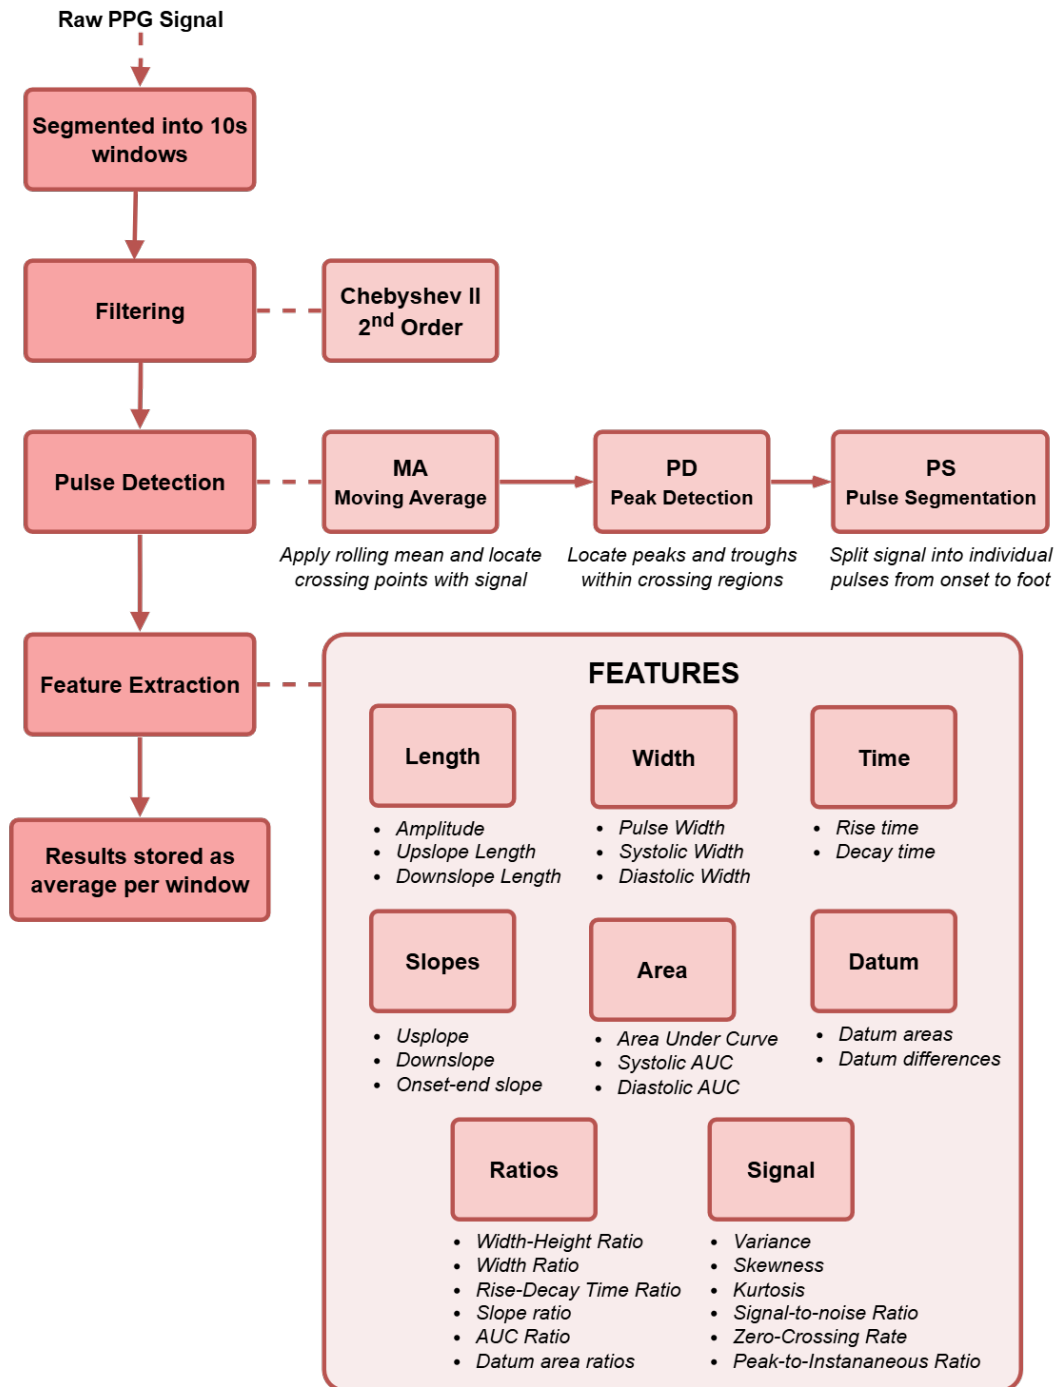 Raw PPG Signal
Segmented into 10s
windows
Filtering
Chebyshev II
2nd Order
Pulse Detection
MA
Moving Average
PD
Peak Detection
PS
Pulse Segmentation
Apply rolling mean and locate
crossing points with signal
Locate peaks and troughs
within crossing regions
Split signal into individual
pulses from onset to foot
Feature Extraction
Results stored as
average per window
FEATURES
Length
• Amplitude
• Upslope Length
• Downslope Length
Width
• Pulse Width
• Systolic Width
• Diastolic Width
Time
• Rise time
• Decay time
Slopes
• Usplope
• Downslope
• Onset-end slope
Area
• Area Under Curve
• Systolic AUC
• Diastolic AUC
Datum
• Datum areas
• Datum differences
Ratios
• Width-Height Ratio
• Width Ratio
• Rise-Decay Time Ratio
• Slope ratio
• AUC Ratio
• Datum area ratios
Signal
• Variance
• Skewness
• Kurtosis
• Signal-to-noise Ratio
• Zero-Crossing Rate
• Peak-to-Instananeous Ratio